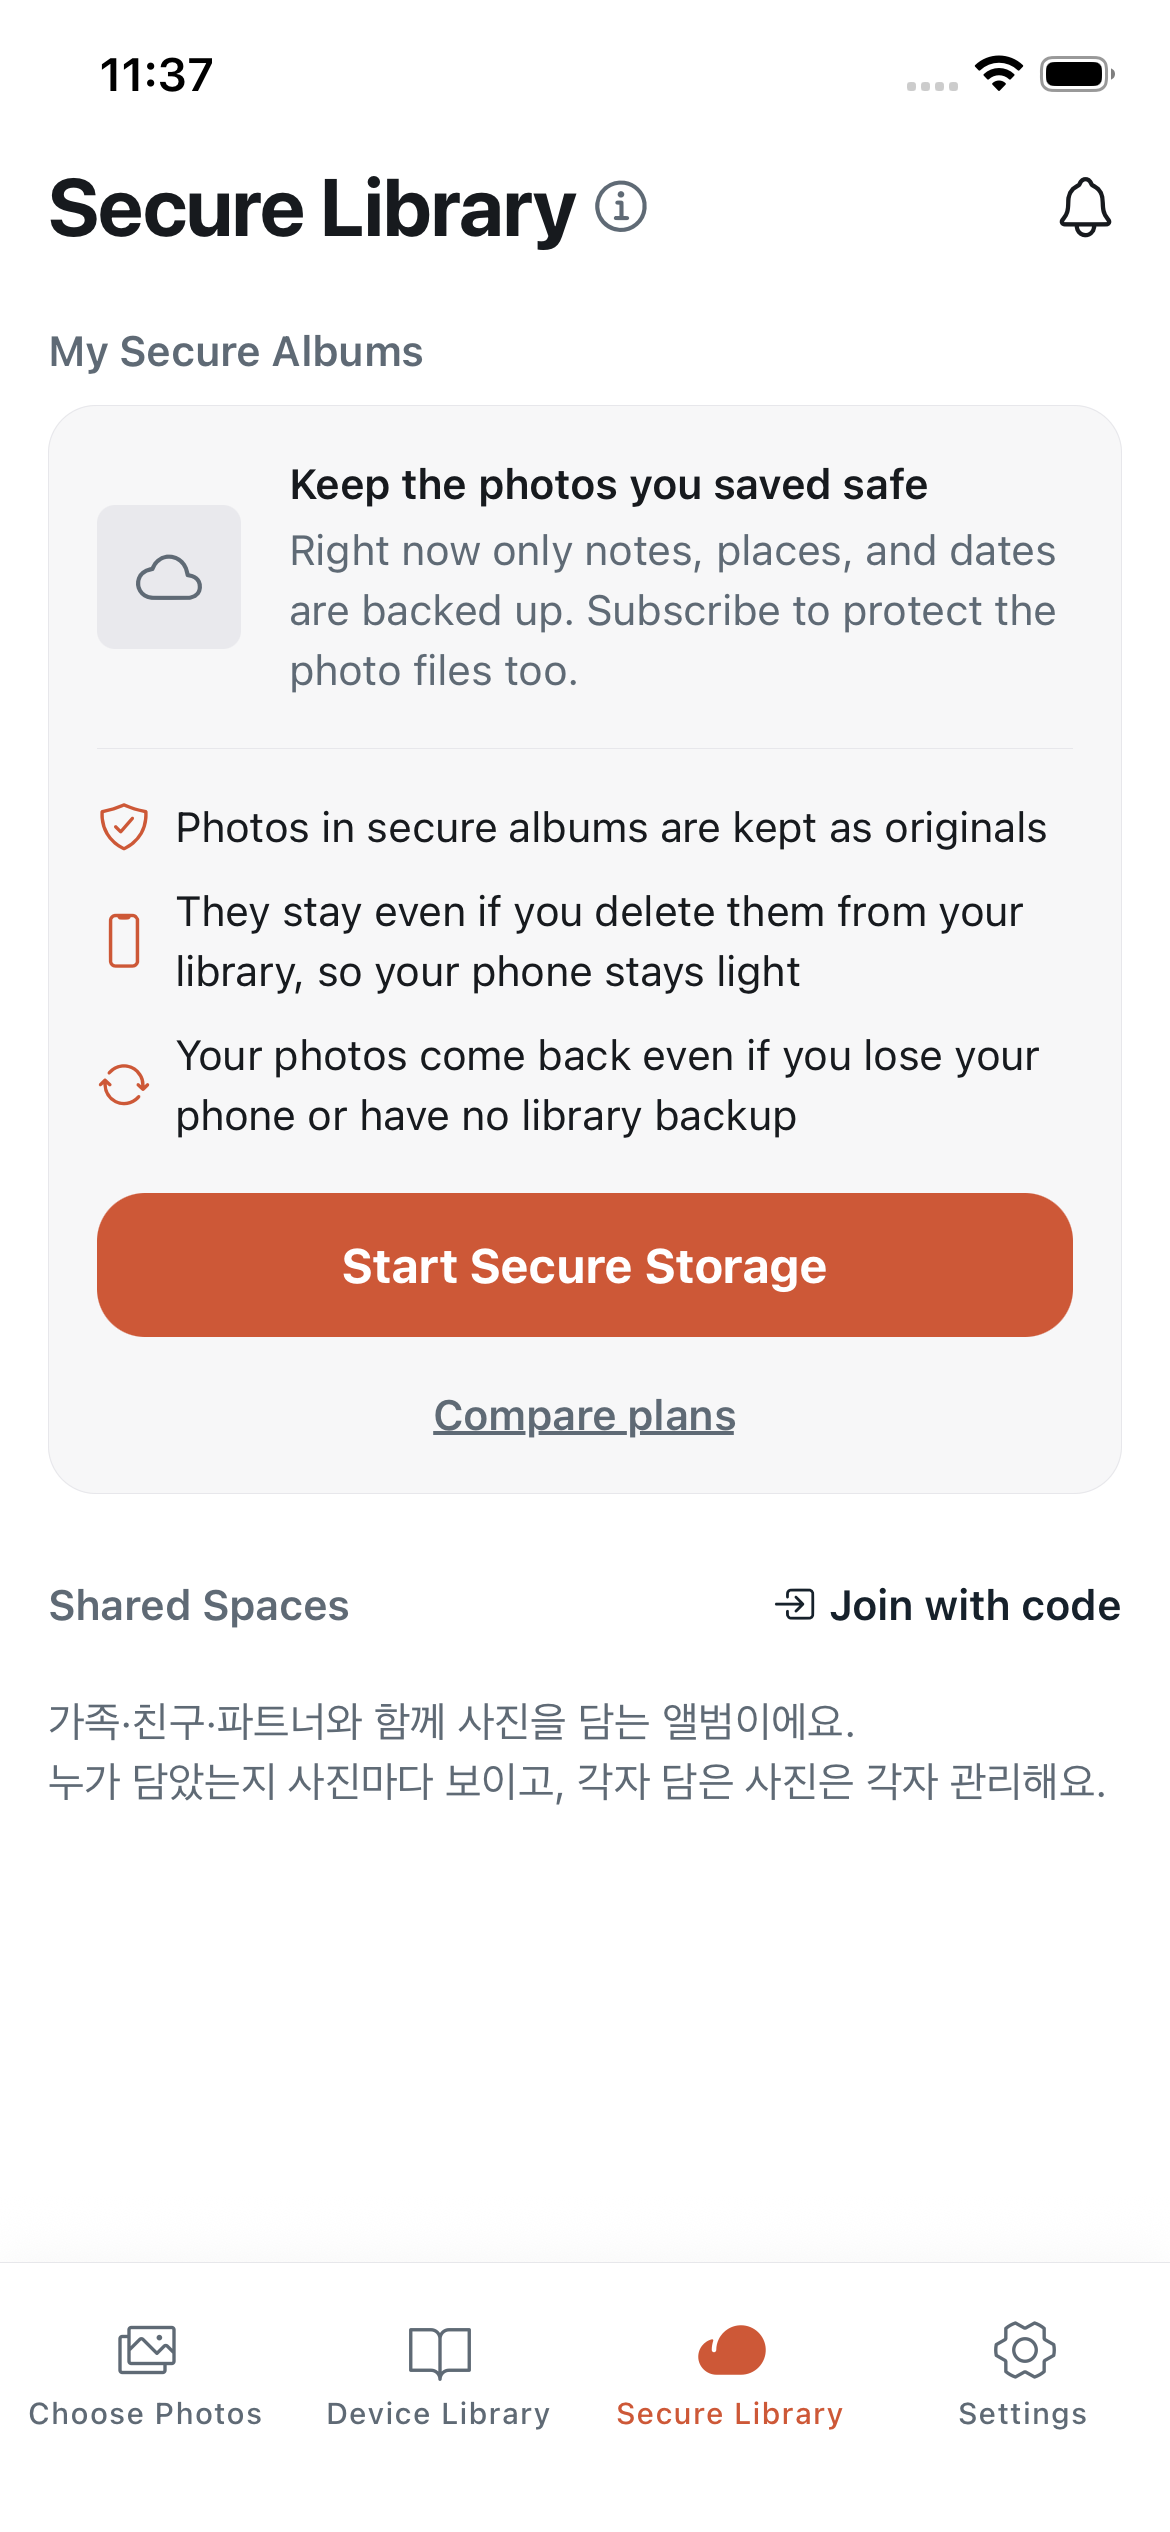 11:37
Secure Library
My Secure Albums
Keep the photos you saved safe
Right now only notes, places, and dates
are backed up. Subscribe to protect the
photo files too.
Photos in secure albums are kept as originals
They stay even if you delete them from your
library, so your phone stays light
Your photos come back even if you lose your
phone or have no library backup
Start Secure Storage
Compare plans
Shared Spaces
Join with code
가족·친구·파트너와 함께 사진을 담는 앨범이에요.
누가 담았는지 사진마다 보이고, 각자 담은 사진은 각자 관리해요.
Choose Photos
Device Library
Secure Library
Settings